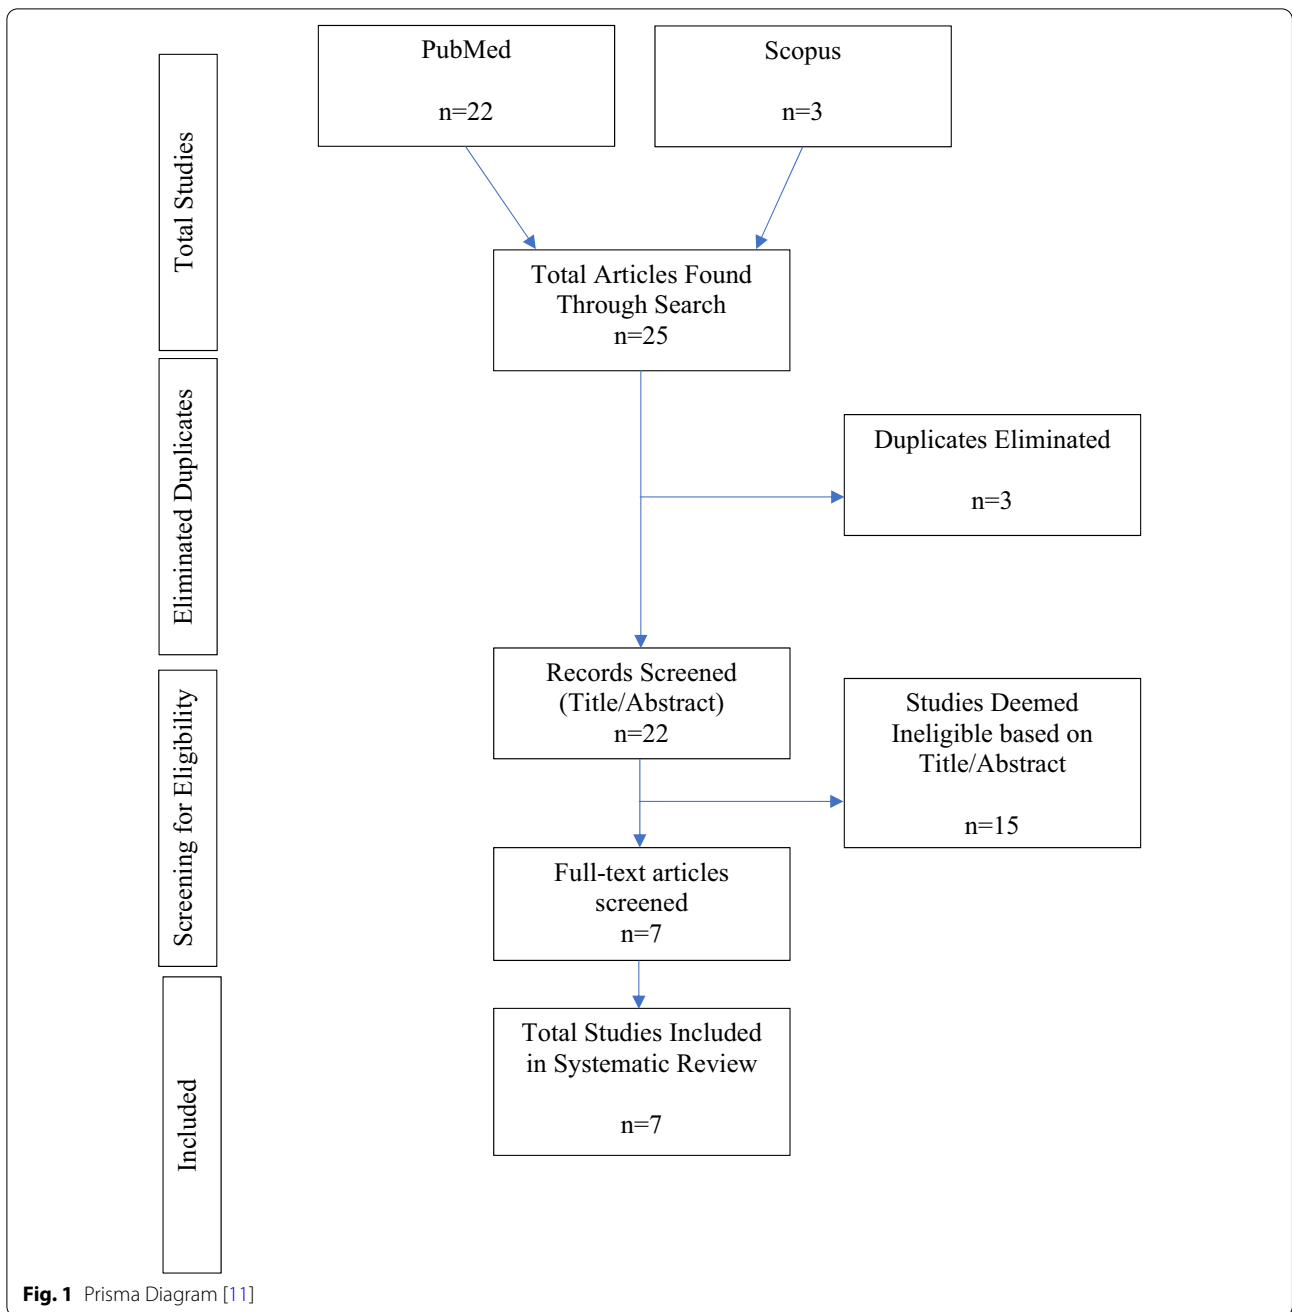 PubMed
n=22
Scopus
n=3
Total Studies
Total Articles Found
Through Search
n=25
Eliminated Duplicates
Duplicates Eliminated
n=3
Screening for Eligibility
Records Screened
(Title/Abstract)
n=22
Studies Deemed
Ineligible based on
Title/Abstract
n=15
Full-text articles
screened
n=7
Included
Total Studies Included
in Systematic Review
n=7
Fig. 1 Prisma Diagram [11]